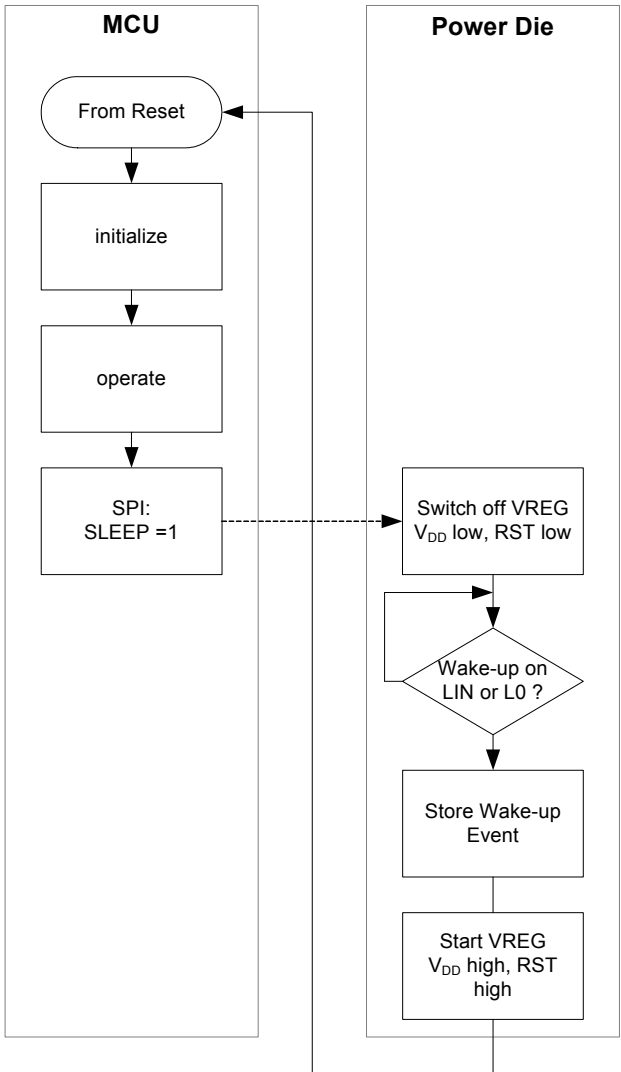 MCU
From Reset
initialize
operate
SPI:
SLEEP =1
Power Die
Switch off VREG
VDD low, RST low
Wake-up on
LIN or L0 ?
Store Wake-up
Event
Start VREG
VDD high, RST
high